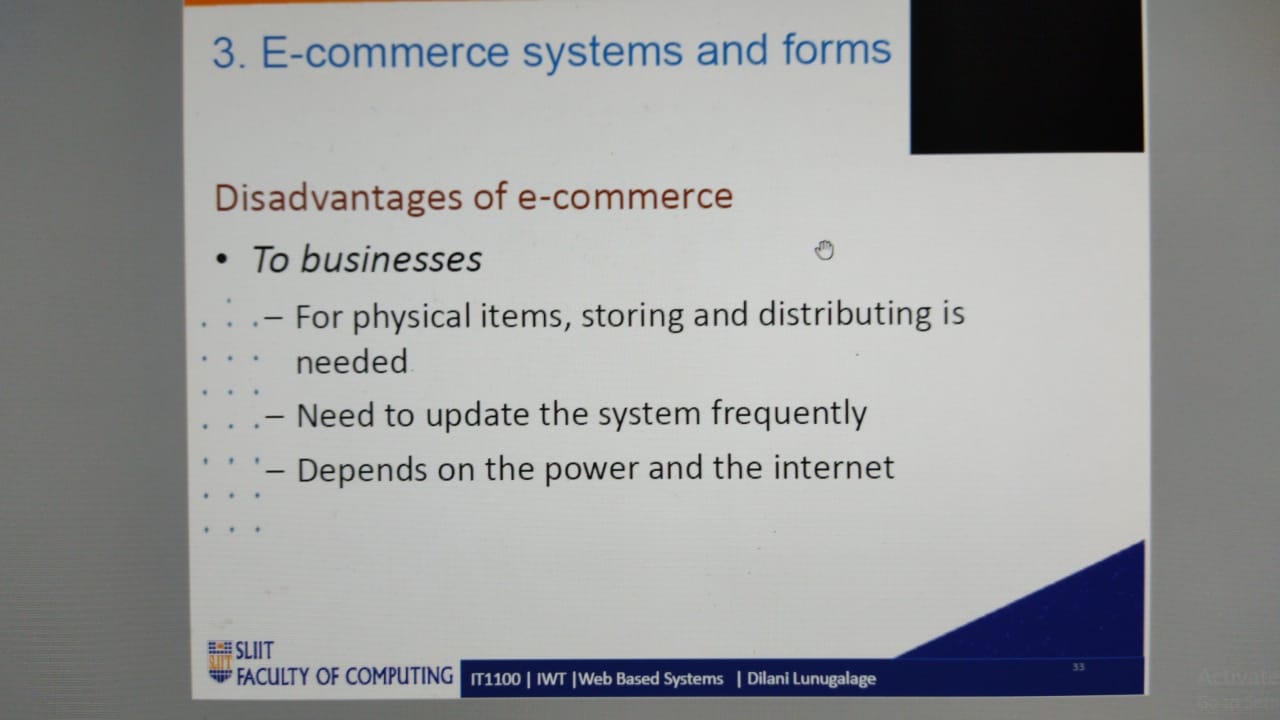 3. E-commerce systems and forms
Disadvantages of e-commerce
• To businesses
– For physical items, storing and distributing is
needed
– Need to update the system frequently
– Depends on the power and the internet
SLIIT
SLIIT
FACULTY OF COMPUTING
IT1100 | IWT |Web Based Systems | Dilani Lunugalage
33
Activate